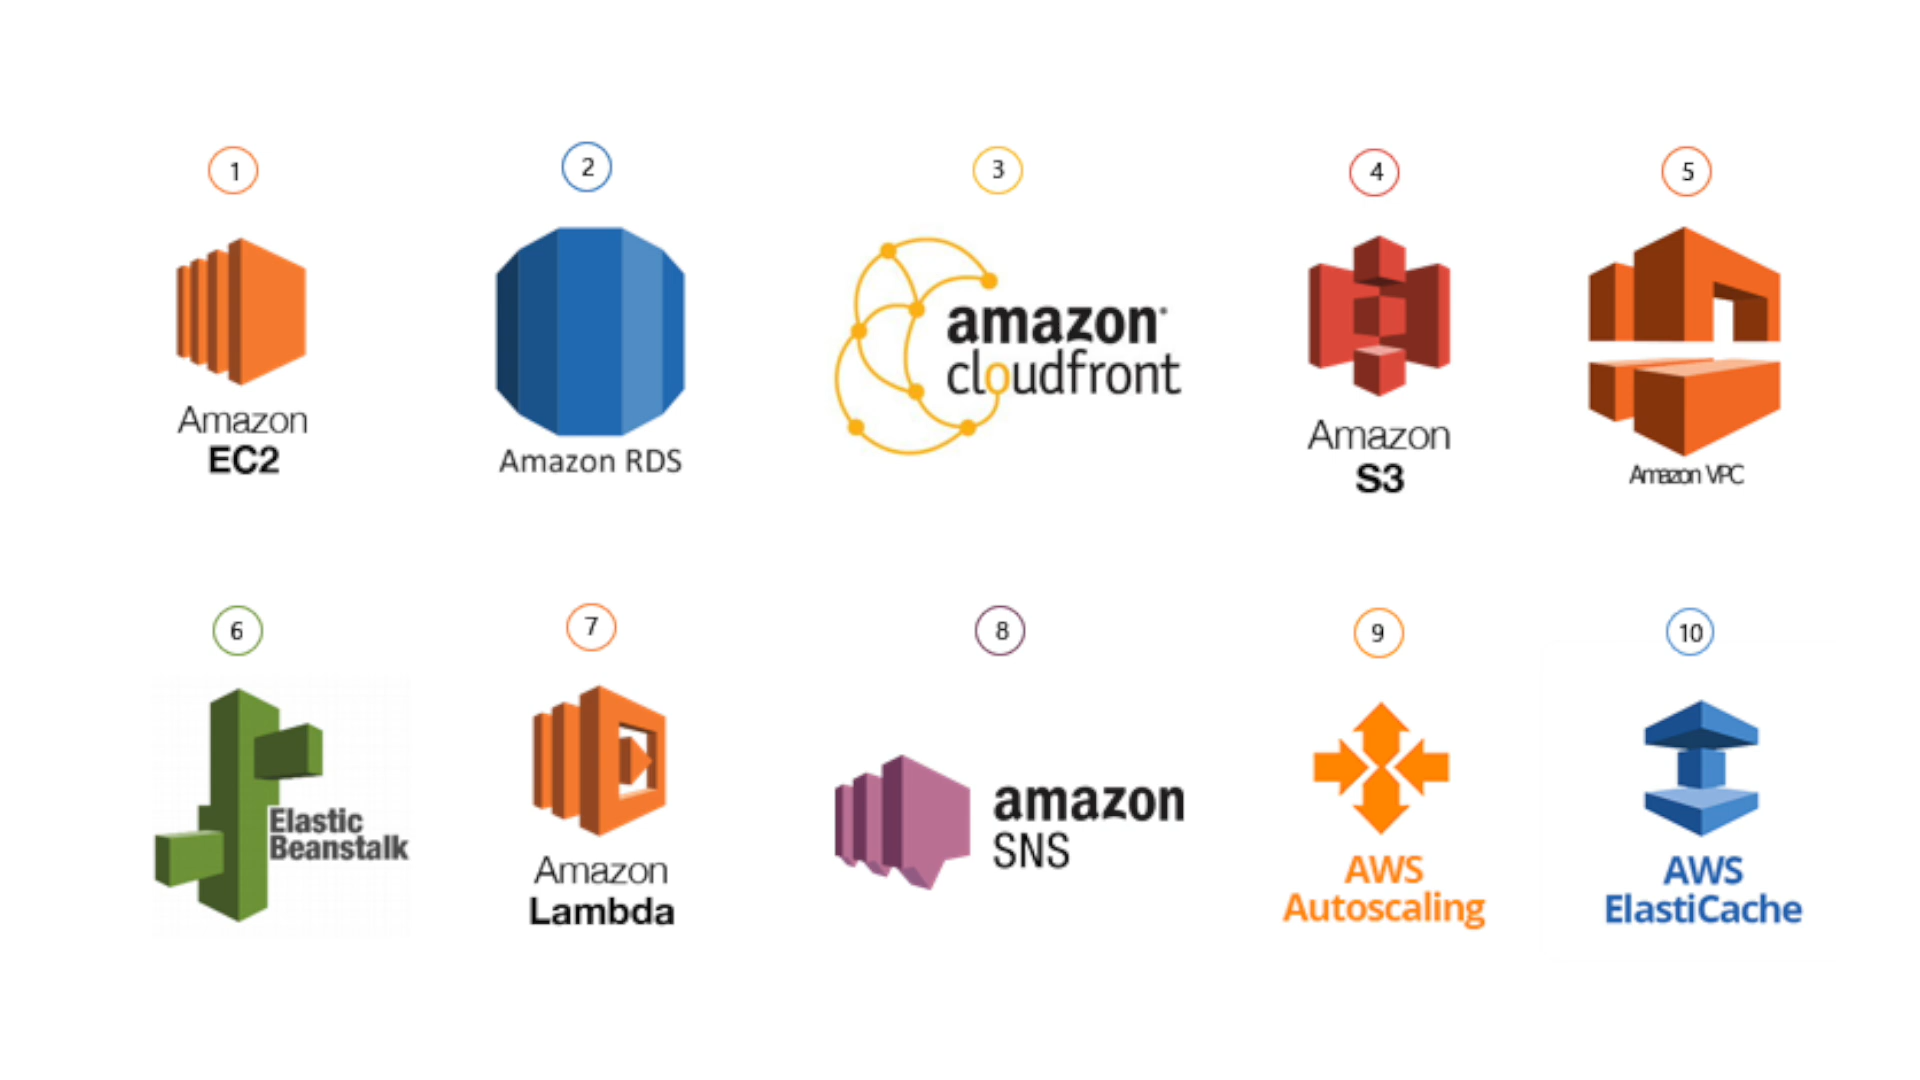 1
2
3
4
5
Amazon
EC2
Amazon RDS
amazon
cloudfront
Amazon
S3
Amazon VPC
6
7
8
9
10
Elastic
Beanstalk
Amazon
Lambda
amazon
SNS
AWS
Autoscaling
AWS
ElastiCache